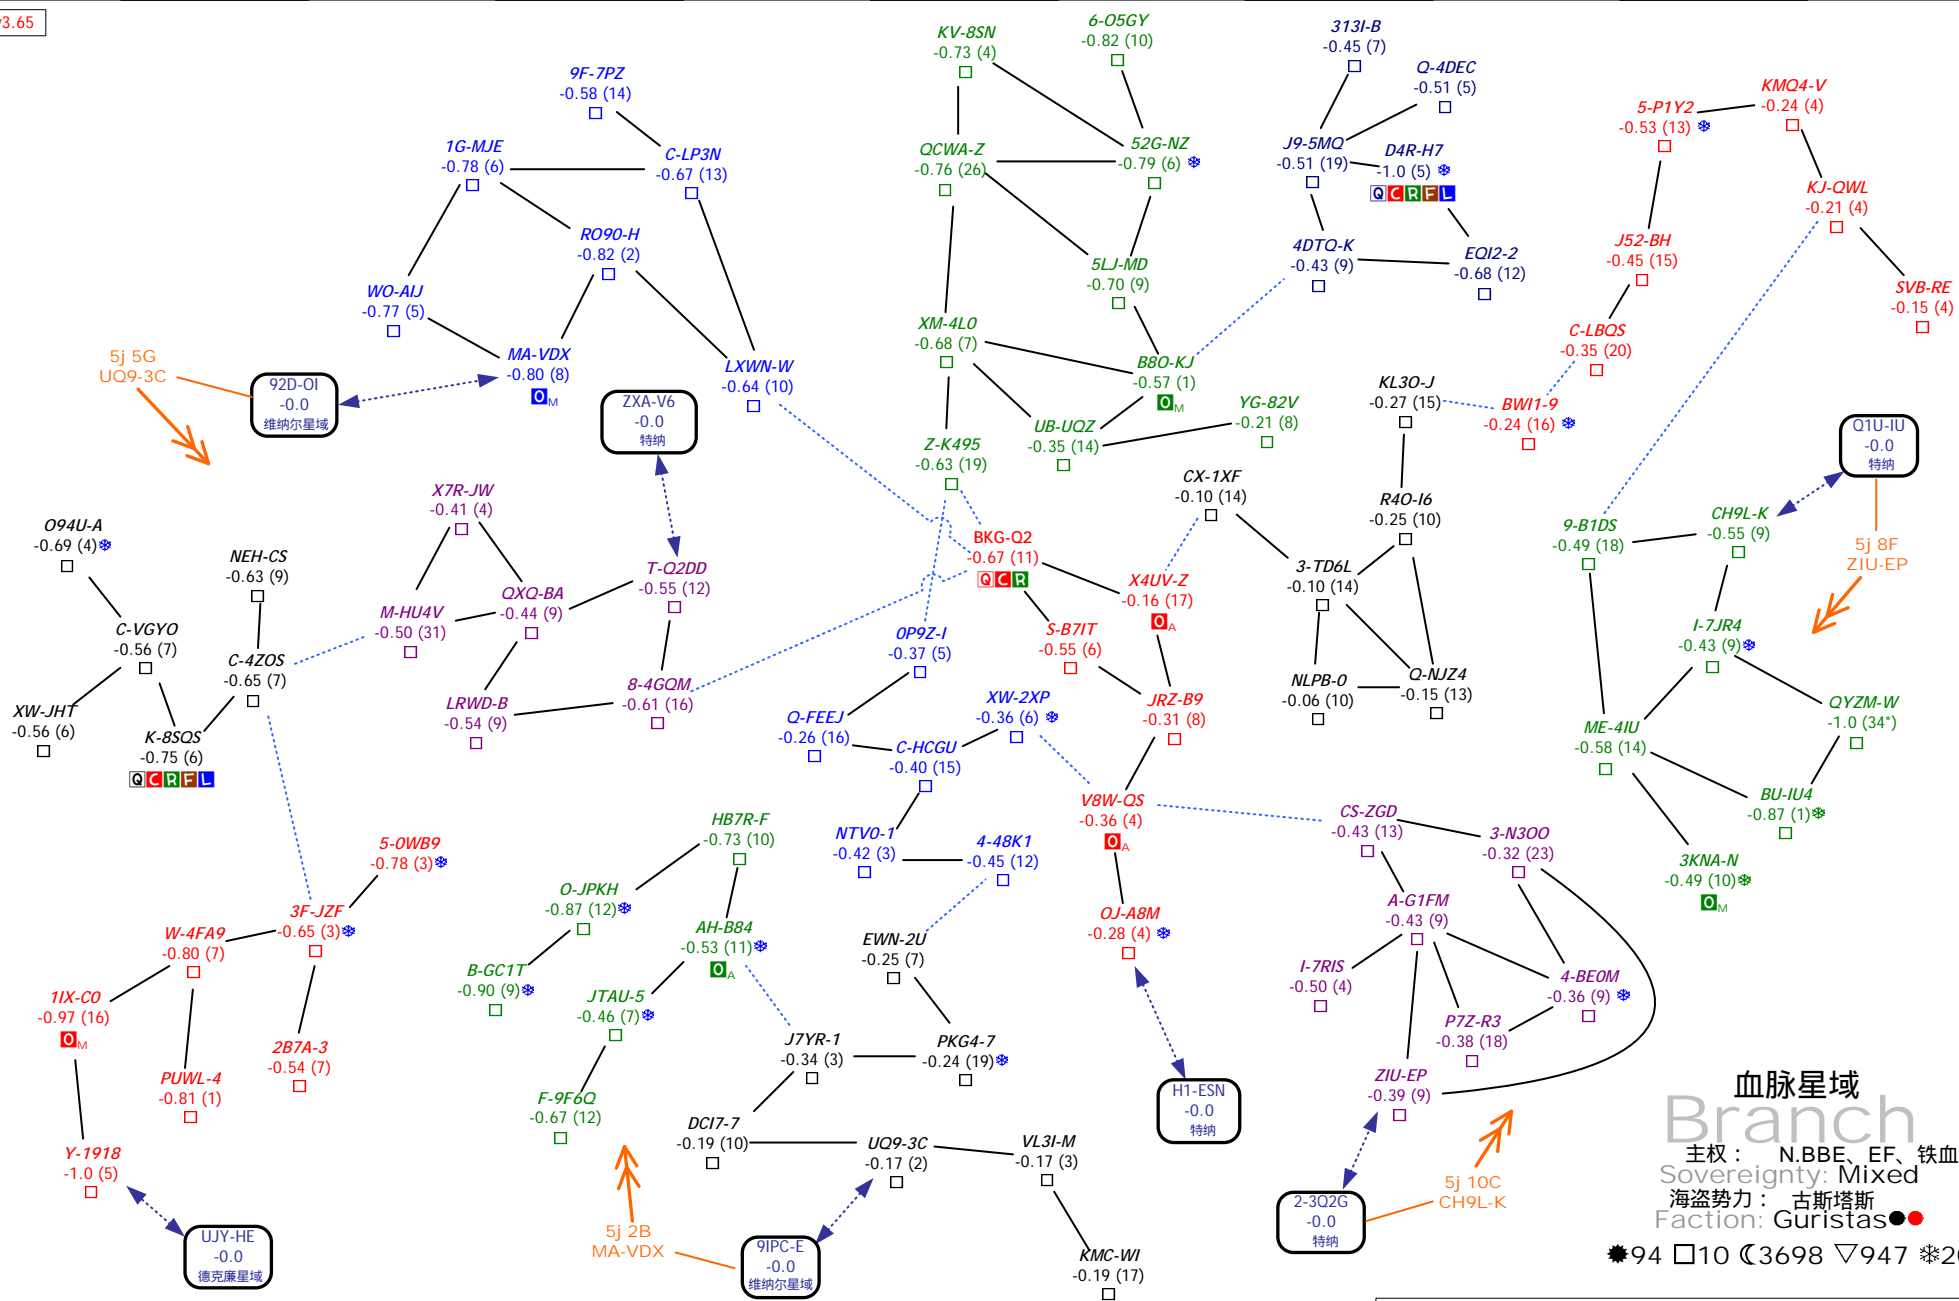 v3.65
KV-8SN
-0.73 (4)
6-O5GY
-0.82 (10)
313I-B
-0.45 (7)
Q-4DEC
-0.51 (5)
9F-7PZ
-0.58 (14)
KMQ4-V
-0.24 (4)
5-P1Y2
-0.53 (13)
1G-MJE
-0.78 (6)
C-LP3N
-0.67 (13)
QCWA-Z
-0.76 (26)
52G-NZ
-0.79 (6)
J9-5MQ
-0.51 (19)
D4R-H7
-1.0 (5)
Q C R F L
KJ-QWL
-0.21 (4)
RO90-H
-0.82 (2)
5LJ-MD
-0.70 (9)
4DTQ-K
-0.43 (9)
EQI2-2
-0.68 (12)
J52-BH
-0.45 (15)
SVB-RE
-0.15 (4)
WO-AIJ
-0.77 (5)
XM-4L0
-0.68 (7)
C-LBQS
-0.35 (20)
5j 5G
UQ9-3C
92D-OI
-0.0
维纳尔星域
MA-VDX
-0.80 (8)
O M
LXWN-W
-0.64 (10)
B8O-KJ
-0.57 (1)
O M
KL3O-J
-0.27 (15)
BWI1-9
-0.24 (16)
ZXA-V6
-0.0
特纳
YG-82V
-0.21 (8)
UB-UQZ
-0.35 (14)
Z-K495
-0.63 (19)
Q1U-IU
-0.0
特纳
X7R-JW
-0.41 (4)
CX-1XF
-0.10 (14)
R4O-I6
-0.25 (10)
O94U-A
-0.69 (4)
9-B1DS
-0.49 (18)
CH9L-K
-0.55 (9)
5j 8F
ZIU-EP
NEH-CS
-0.63 (9)
T-Q2DD
-0.55 (12)
BKG-Q2
-0.67 (11)
Q C R
X4UV-Z
-0.16 (17)
O A
3-TD6L
-0.10 (14)
QXQ-BA
-0.44 (9)
M-HU4V
-0.50 (31)
C-VGYO
-0.56 (7)
0P9Z-I
-0.37 (5)
S-B7IT
-0.55 (6)
I-7JR4
-0.43 (9)
C-4ZOS
-0.65 (7)
8-4GQM
-0.61 (16)
LRWD-B
-0.54 (9)
NLPB-0
-0.06 (10)
Q-NJZ4
-0.15 (13)
XW-JHT
-0.56 (6)
K-8SQS
-0.75 (6)
Q C R F L
Q-FEEJ
-0.26 (16)
XW-2XP
-0.36 (6)
JRZ-B9
-0.31 (8)
C-HCGU
-0.40 (15)
ME-4IU
-0.58 (14)
QYZM-W
-1.0 (34*)
V8W-QS
-0.36 (4)
O A
BU-IU4
-0.87 (1)
CS-ZGD
-0.43 (13)
3-N3OO
-0.32 (23)
HB7R-F
-0.73 (10)
NTV0-1
-0.42 (3)
4-48K1
-0.45 (12)
5-0WB9
-0.78 (3)
3KNA-N
-0.49 (10)
O M
O-JPKH
-0.87 (12)
3F-JZF
-0.65 (3)
W-4FA9
-0.80 (7)
AH-B84
-0.53 (11)
O A
EWN-2U
-0.25 (7)
OJ-A8M
-0.28 (4)
A-G1FM
-0.43 (9)
B-GC1T
-0.90 (9)
I-7RIS
-0.50 (4)
4-BE0M
-0.36 (9)
1IX-C0
-0.97 (16)
O M
JTAU-5
-0.46 (7)
2B7A-3
-0.54 (7)
J7YR-1
-0.34 (3)
PKG4-7
-0.24 (19)
P7Z-R3
-0.38 (18)
PUWL-4
-0.81 (1)
F-9F6Q
-0.67 (12)
ZIU-EP
-0.39 (9)
H1-ESN
-0.0
特纳
DCI7-7
-0.19 (10)
UQ9-3C
-0.17 (2)
VL3I-M
-0.17 (3)
Y-1918
-1.0 (5)
5j 10C
CH9L-K
2-3Q2G
-0.0
特纳
UJY-HE
-0.0
德克廉星域
5j 2B
MA-VDX
9IPC-E
-0.0
维纳尔星域
KMC-WI
-0.19 (17)
血脉星域
Branch
主权： N.BBE、EF、铁血
Sovereignty: Mixed
海盗势力： 古斯塔斯
Faction: Guristas
94 10 3698 947